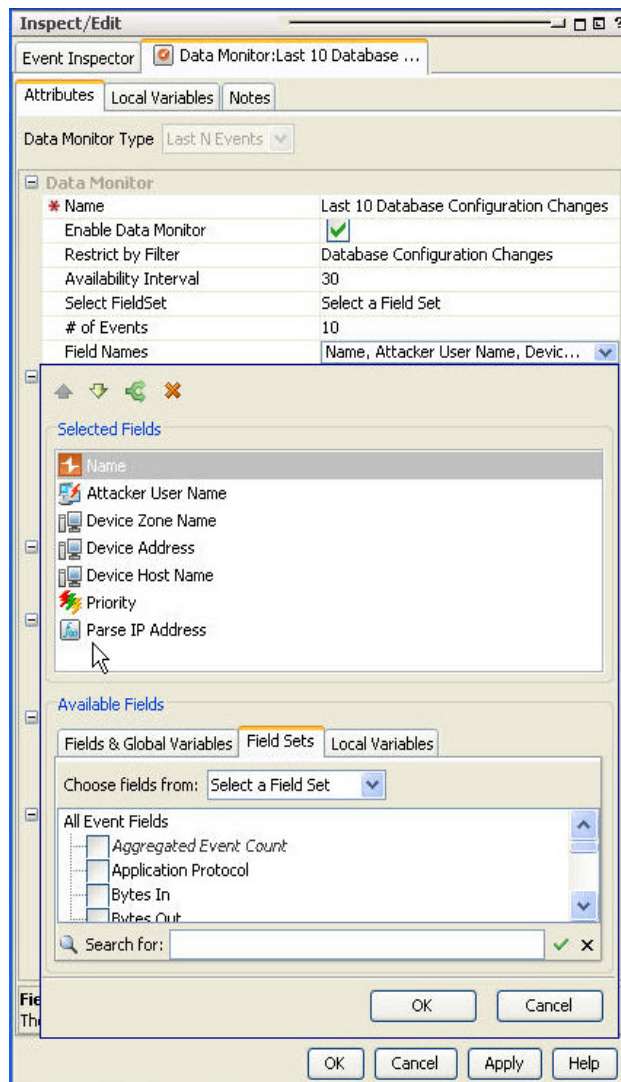 Inspect/Edit ?
Event Inspector Data Monitor:Last 10 Database ...
Attributes Local Variables Notes
Data Monitor Type Last N Events
Data Monitor
* Name Last 10 Database Configuration Changes
Enable Data Monitor
Restrict by Filter Database Configuration Changes
Availability Interval 30
Select FieldSet Select a Field Set
# of Events 10
Field Names Name, Attacker User Name, Devic...
Selected Fields
Name
Attacker User Name
Device Zone Name
Device Address
Device Host Name
Priority
Parse IP Address
Available Fields
Fields & Global Variables Field Sets Local Variables
Choose fields from: Select a Field Set
All Event Fields
Aggregated Event Count
Application Protocol
Bytes In
Bytes Out
Search for:
OK Cancel
Fie
The
OK Cancel Apply Help